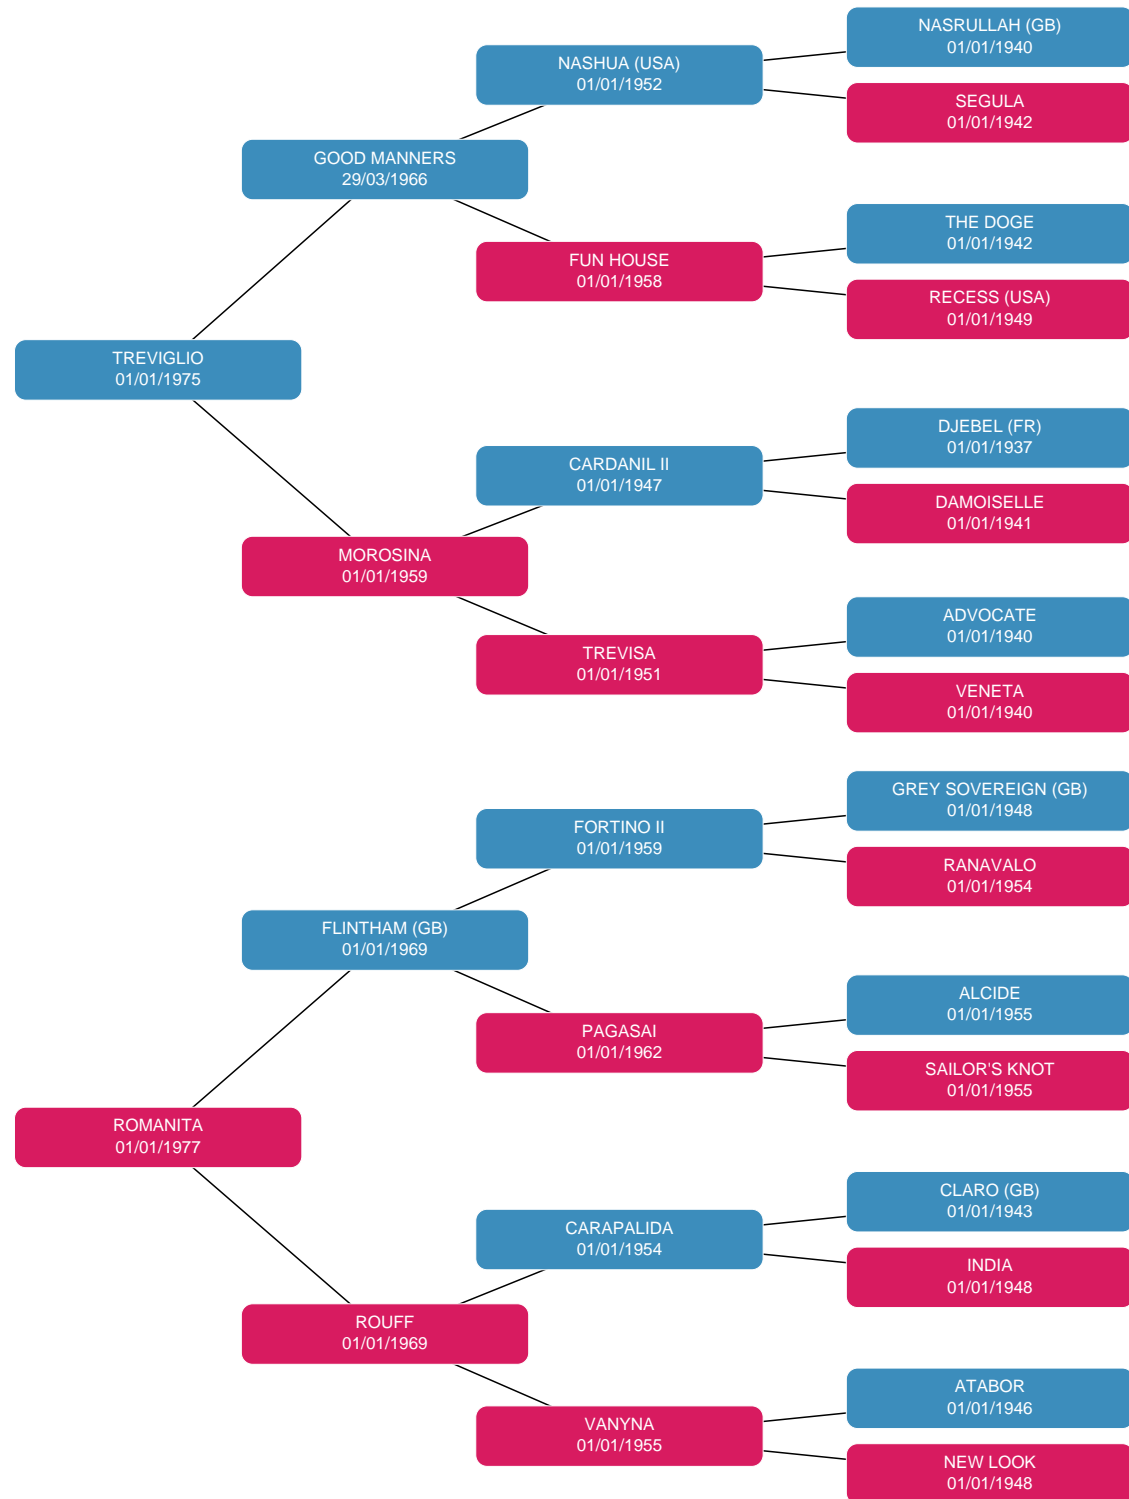 NASRULLAH (GB)
01/01/1940
NASHUA (USA)
01/01/1952
SEGULA
01/01/1942
GOOD MANNERS
29/03/1966
THE DOGE
01/01/1942
FUN HOUSE
01/01/1958
RECESS (USA)
01/01/1949
TREVIGLIO
01/01/1975
DJEBEL (FR)
01/01/1937
CARDANIL II
01/01/1947
DAMOISELLE
01/01/1941
MOROSINA
01/01/1959
ADVOCATE
01/01/1940
TREVISA
01/01/1951
VENETA
01/01/1940
GREY SOVEREIGN (GB)
01/01/1948
FORTINO II
01/01/1959
RANAVALO
01/01/1954
FLINTHAM (GB)
01/01/1969
ALCIDE
01/01/1955
PAGASAI
01/01/1962
SAILOR'S KNOT
01/01/1955
ROMANITA
01/01/1977
CLARO (GB)
01/01/1943
CARAPALIDA
01/01/1954
INDIA
01/01/1948
ROUFF
01/01/1969
ATABOR
01/01/1946
VANYNA
01/01/1955
NEW LOOK
01/01/1948